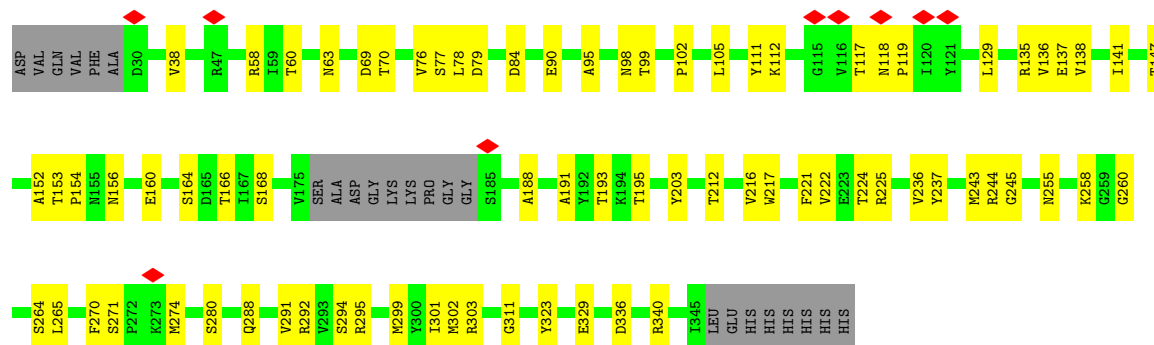 ASP VAL GLN VAL PHE ALA D30 V38 R47 R58 I59 T60 N63 D69 T70 V76 S77 L78 D79 D84 E90 A95 N98 T99 P102 L105 Y111 K112 G115 V116 T117 N118 P119 I120 Y121 L129 R135 V136 E137 V138 I141
A152 T153 P154 N155 N156 E160 S164 D165 T166 I167 S168 V175 SER ALA ASP GLY LYS LYS PRO GLY GLY S185 A188 A191 Y192 T193 K194 T195 Y203 T212 V216 W217 F221 V222 E223 T224 R225 V236 Y237 M243 R244 G245 N255 K258 G259 G260
S264 L265 F270 S271 P272 K273 M274 S280 Q288 V291 R292 V293 S294 R295 M299 Y300 I301 M302 R303 G311 Y323 E329 D336 R340 I345 LEU GLU HIS HIS HIS HIS HIS HIS